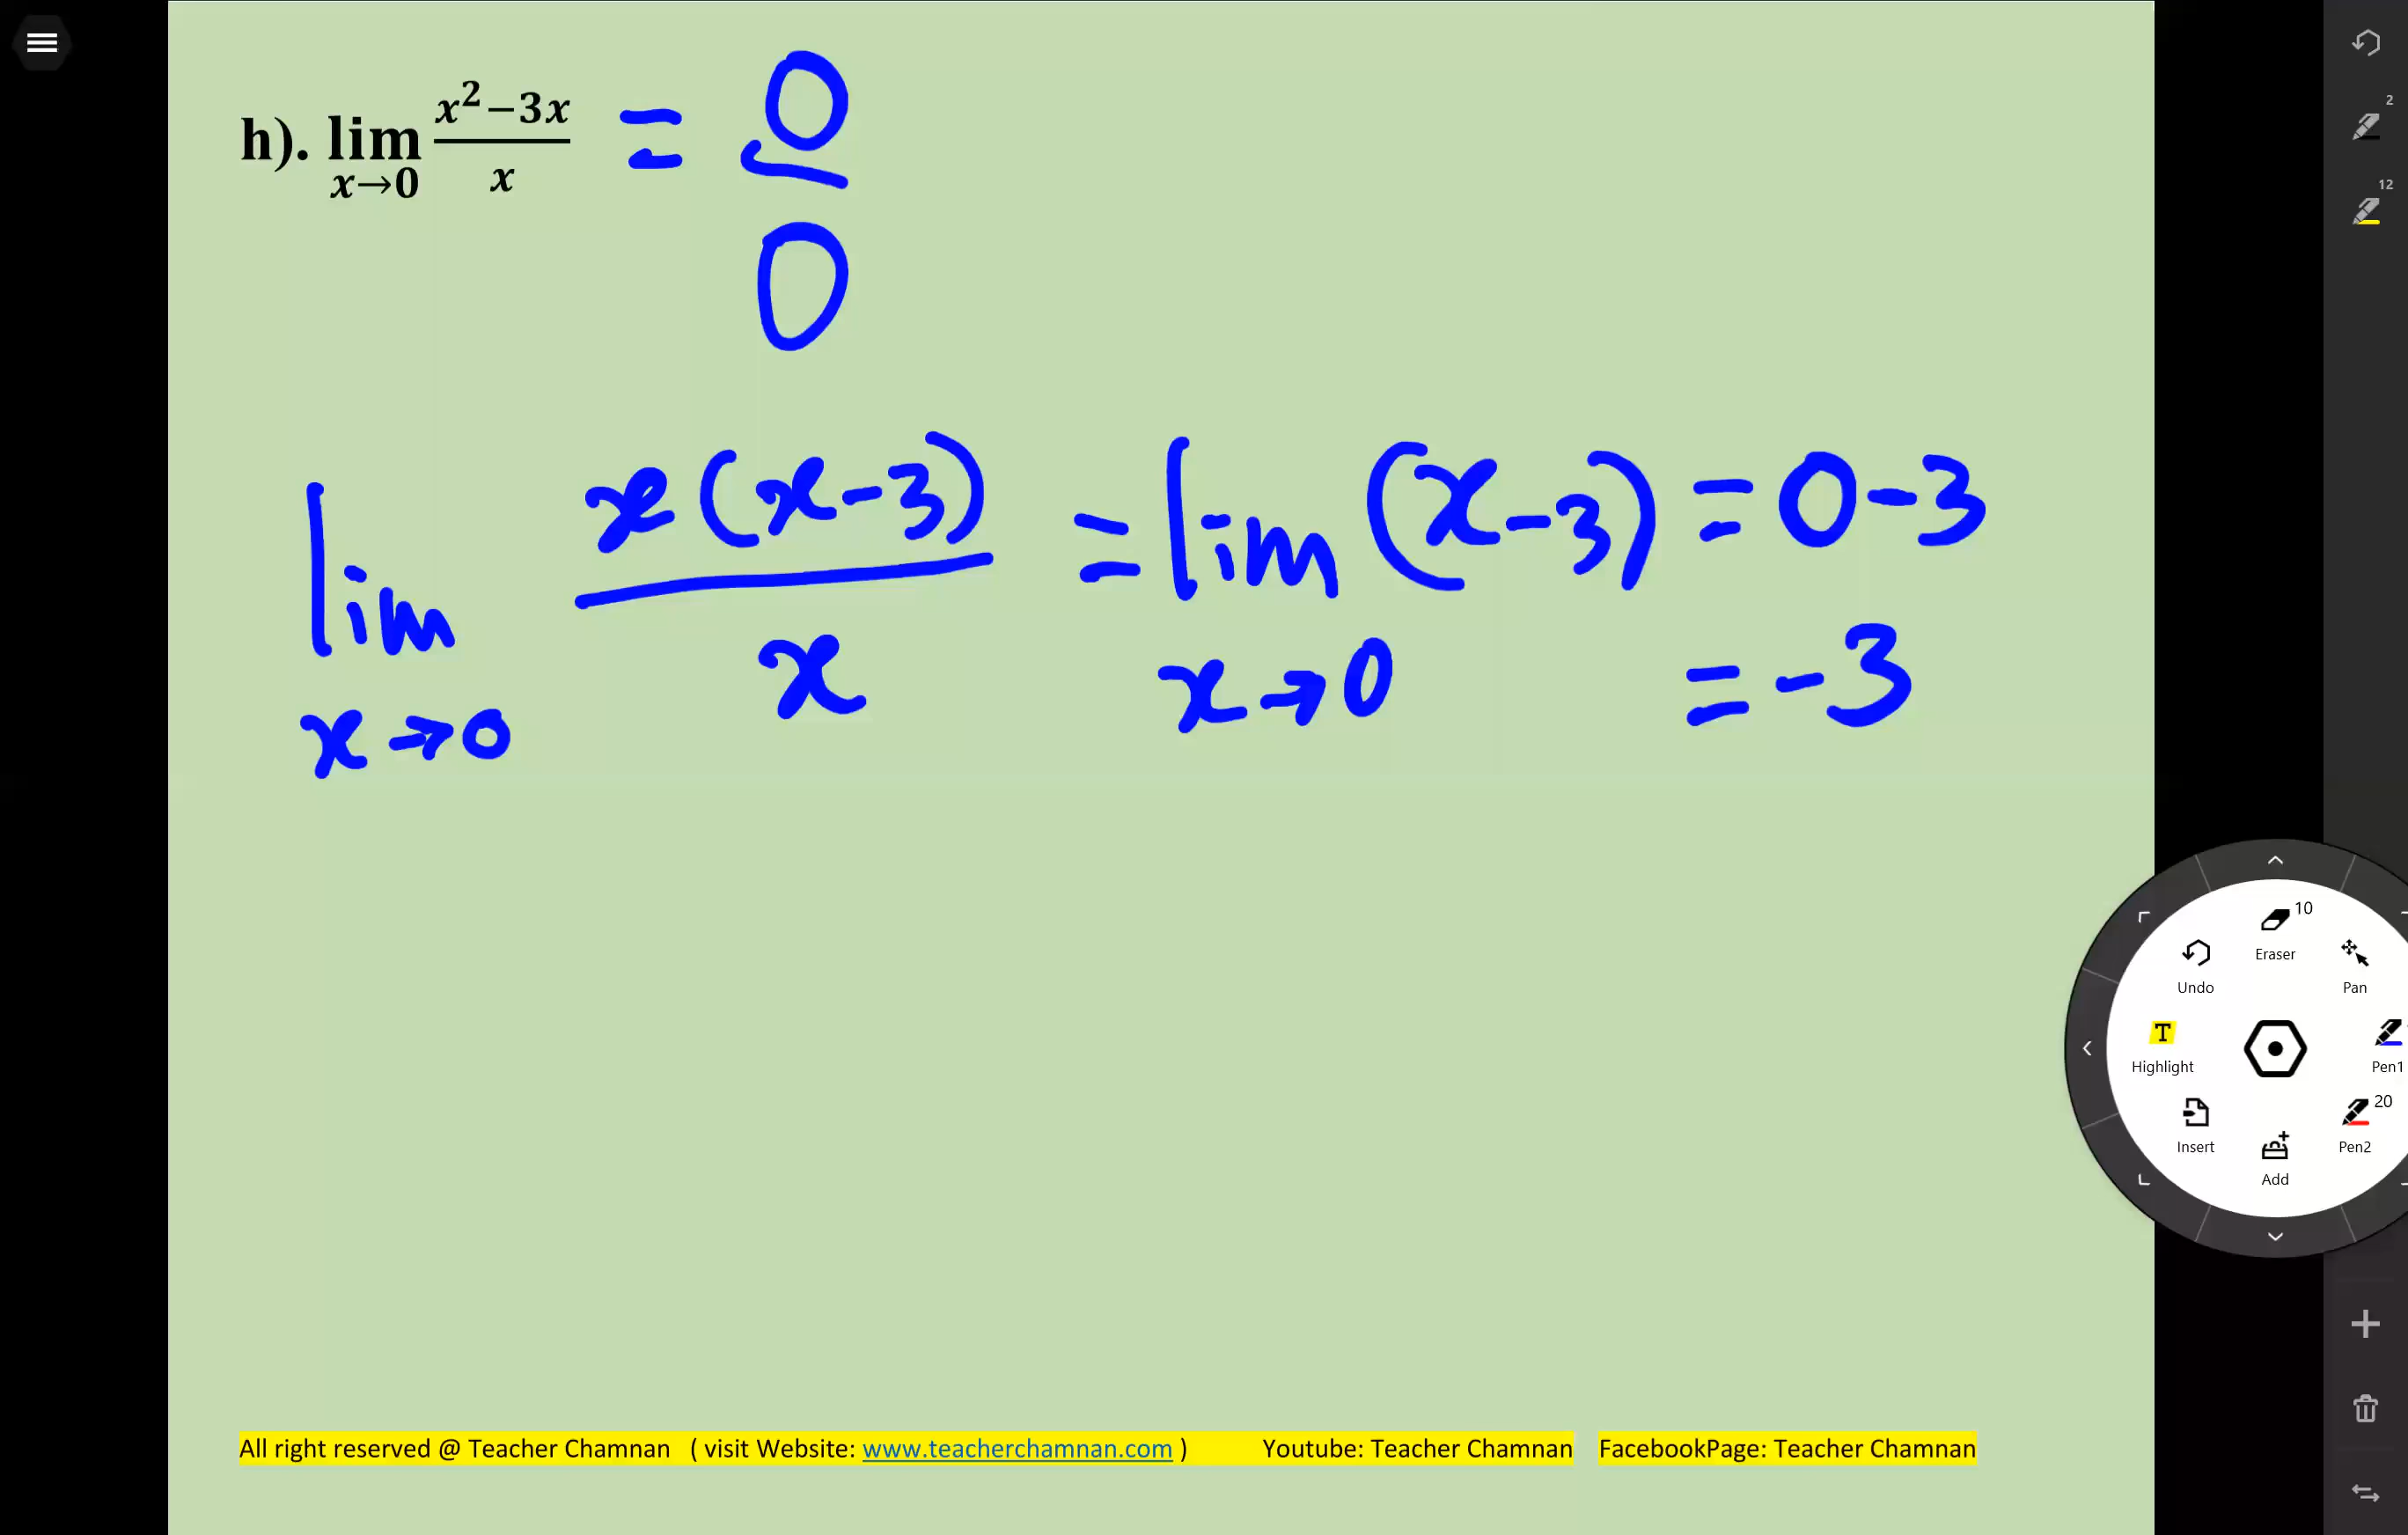 h). lim x→0 x²−3x / x = 0/0
lim x→0 x(x−3) / x = lim x→0 (x−3) = 0−3
= −3
2
12
10
Eraser
Undo
Pan
T
Highlight
Pen1
Insert
20
Pen2
Add
All right reserved @ Teacher Chamnan ( visit Website: www.teacherchamnan.com ) Youtube: Teacher Chamnan FacebookPage: Teacher Chamnan